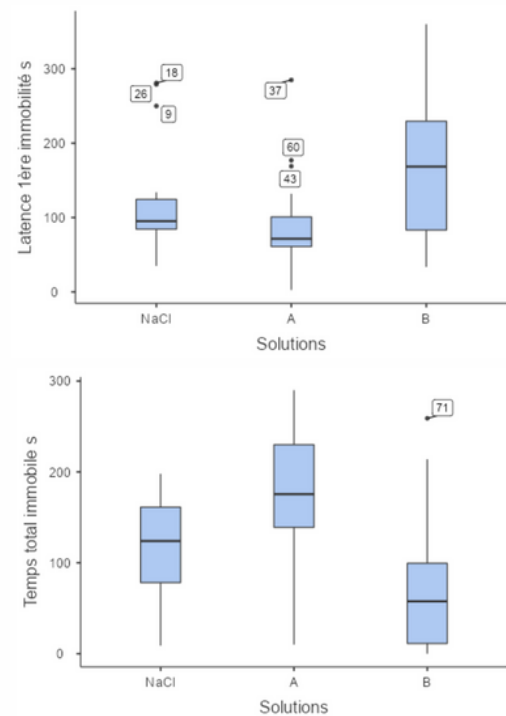 Latence 1ère immobilité s
300
200
100
0
18
26
9
37
60
43
NaCl
A
B
Solutions
Temps total immobile s
300
200
100
0
71
NaCl
A
B
Solutions